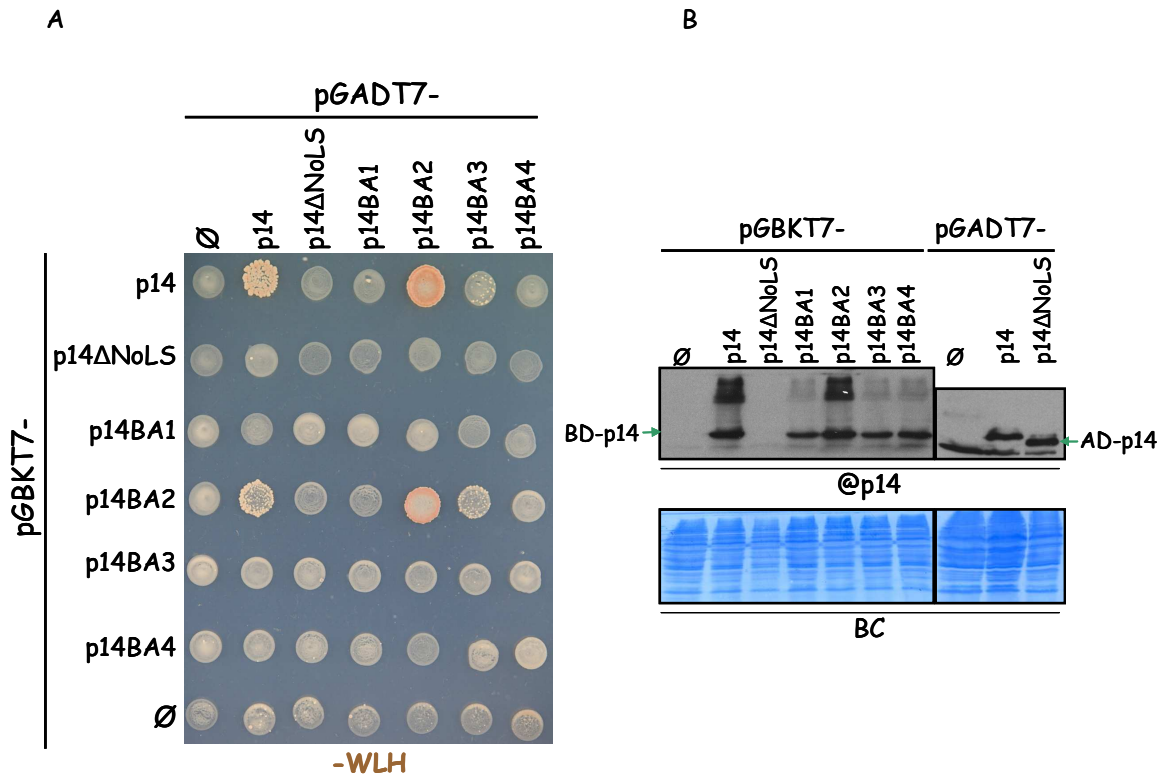 A
B
pGADT7-
Ø
p14
p14ΔNoLS
p14BA1
p14BA2
p14BA3
p14BA4
pGBKT7-
p14
p14ΔNoLS
p14BA1
p14BA2
p14BA3
p14BA4
Ø
-WLH
pGBKT7-
pGADT7-
Ø
p14
p14ΔNoLS
p14BA1
p14BA2
p14BA3
p14BA4
Ø
p14
p14ΔNoLS
BD-p14
AD-p14
@p14
BC